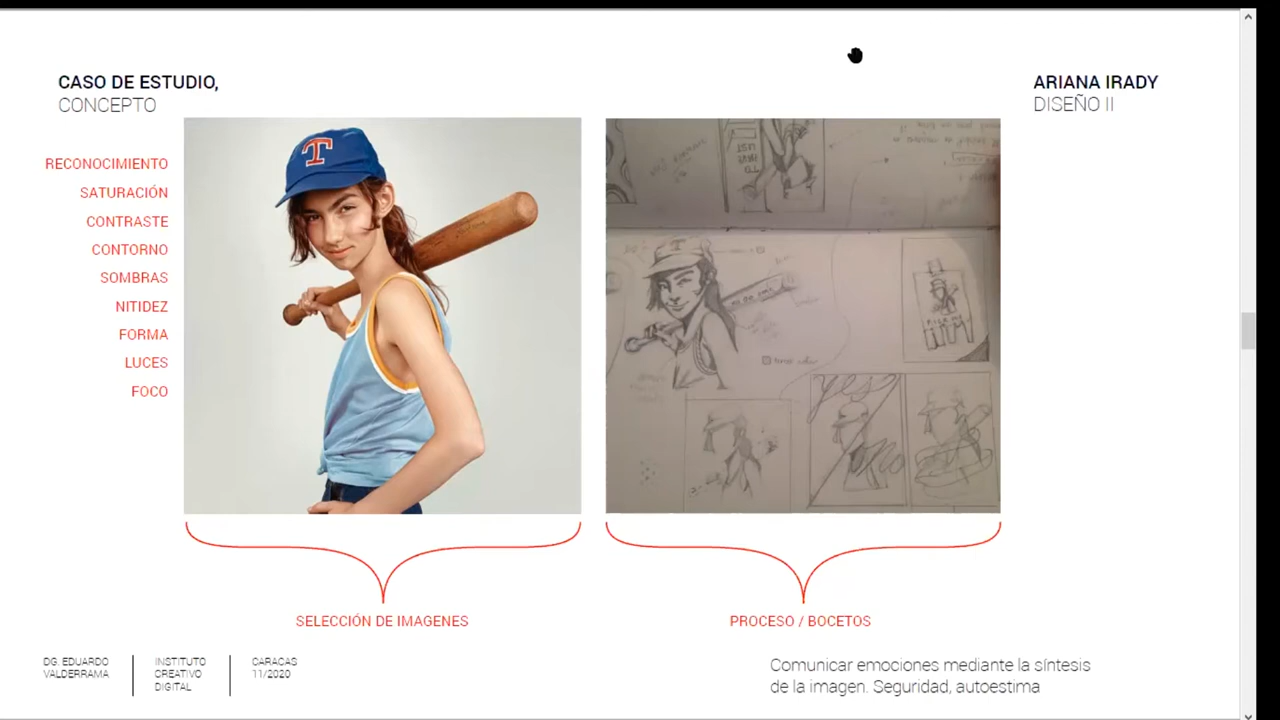 CASO DE ESTUDIO,
CONCEPTO
ARIANA IRADY
DISEÑO II
RECONOCIMIENTO
SATURACIÓN
CONTRASTE
CONTORNO
SOMBRAS
NITIDEZ
FORMA
LUCES
FOCO
T
T
yes
No
SELECCIÓN DE IMAGENES
PROCESO / BOCETOS
DG. EDUARDO
VALDERRAMA
INSTITUTO
CREATIVO
DIGITAL
CARACAS
11/2020
Comunicar emociones mediante la síntesis
de la imagen. Seguridad, autoestima